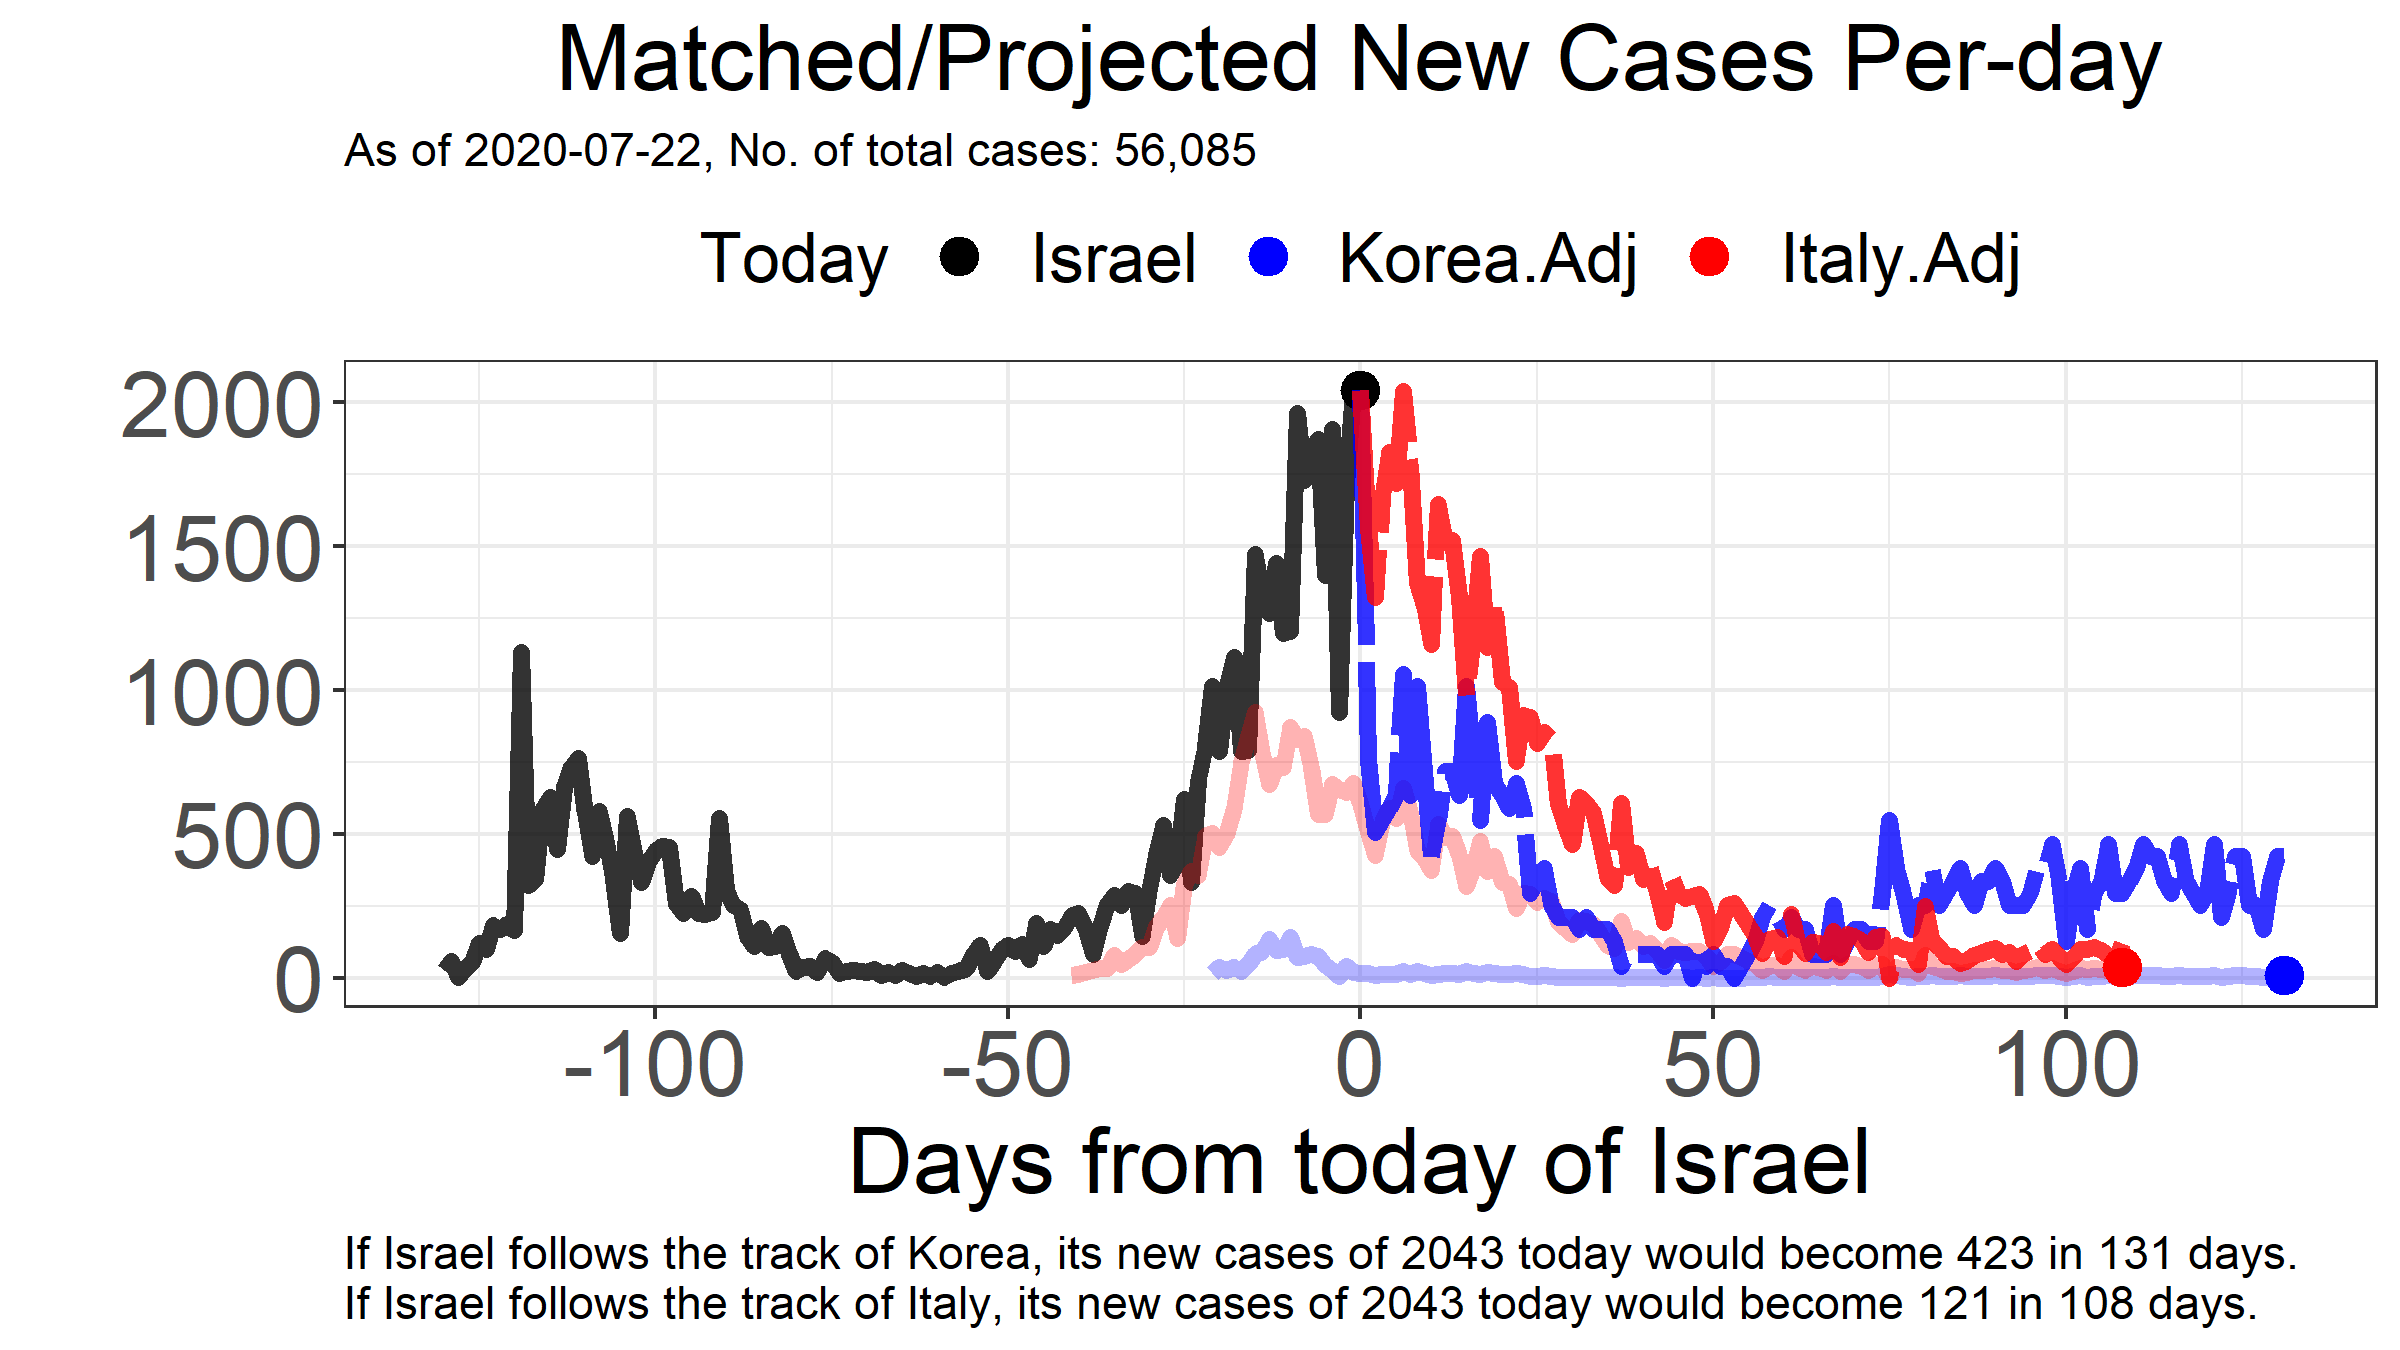 Matched/Projected New Cases Per-day
As of 2020-07-22, No. of total cases: 56,085
Today Israel Korea.Adj Italy.Adj
2000
1500
1000
500
0
-100 -50 0 50 100
Days from today of Israel
If Israel follows the track of Korea, its new cases of 2043 today would become 423 in 131 days.
If Israel follows the track of Italy, its new cases of 2043 today would become 121 in 108 days.